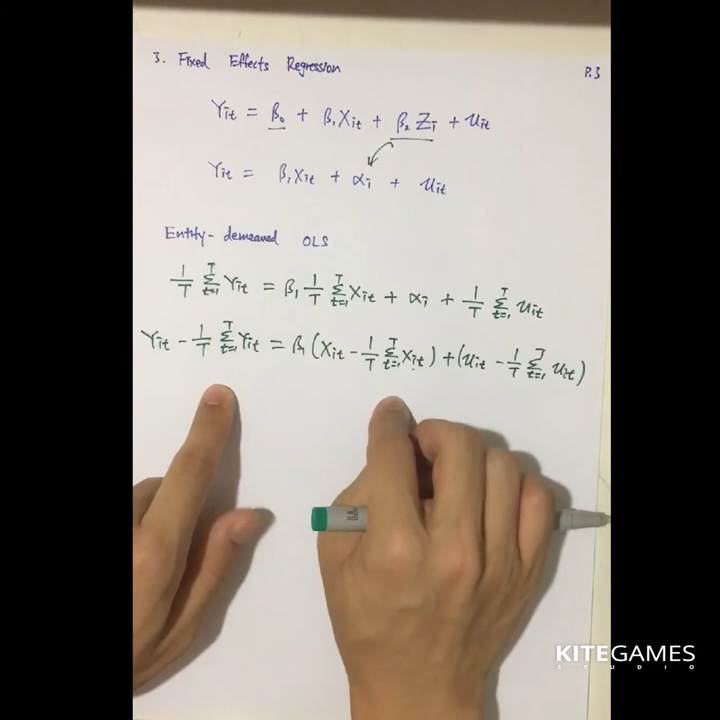 3. Fixed Effects Regression P.3
Yit = β₀ + β₁Xit + β₂Zi + uit
Yit = β₁Xit + αi + uit
Entity-demeaned OLS
1/T Σ_{t=1}^{T} Yit = β₁ 1/T Σ_{t=1}^{T} Xit + αi + 1/T Σ_{t=1}^{T} uit
Yit - 1/T Σ_{t=1}^{T} Yit = β₁ (Xit - 1/T Σ_{t=1}^{T} Xit) + (uit - 1/T Σ_{t=1}^{T} uit)
KITEGAMES
STUDIO